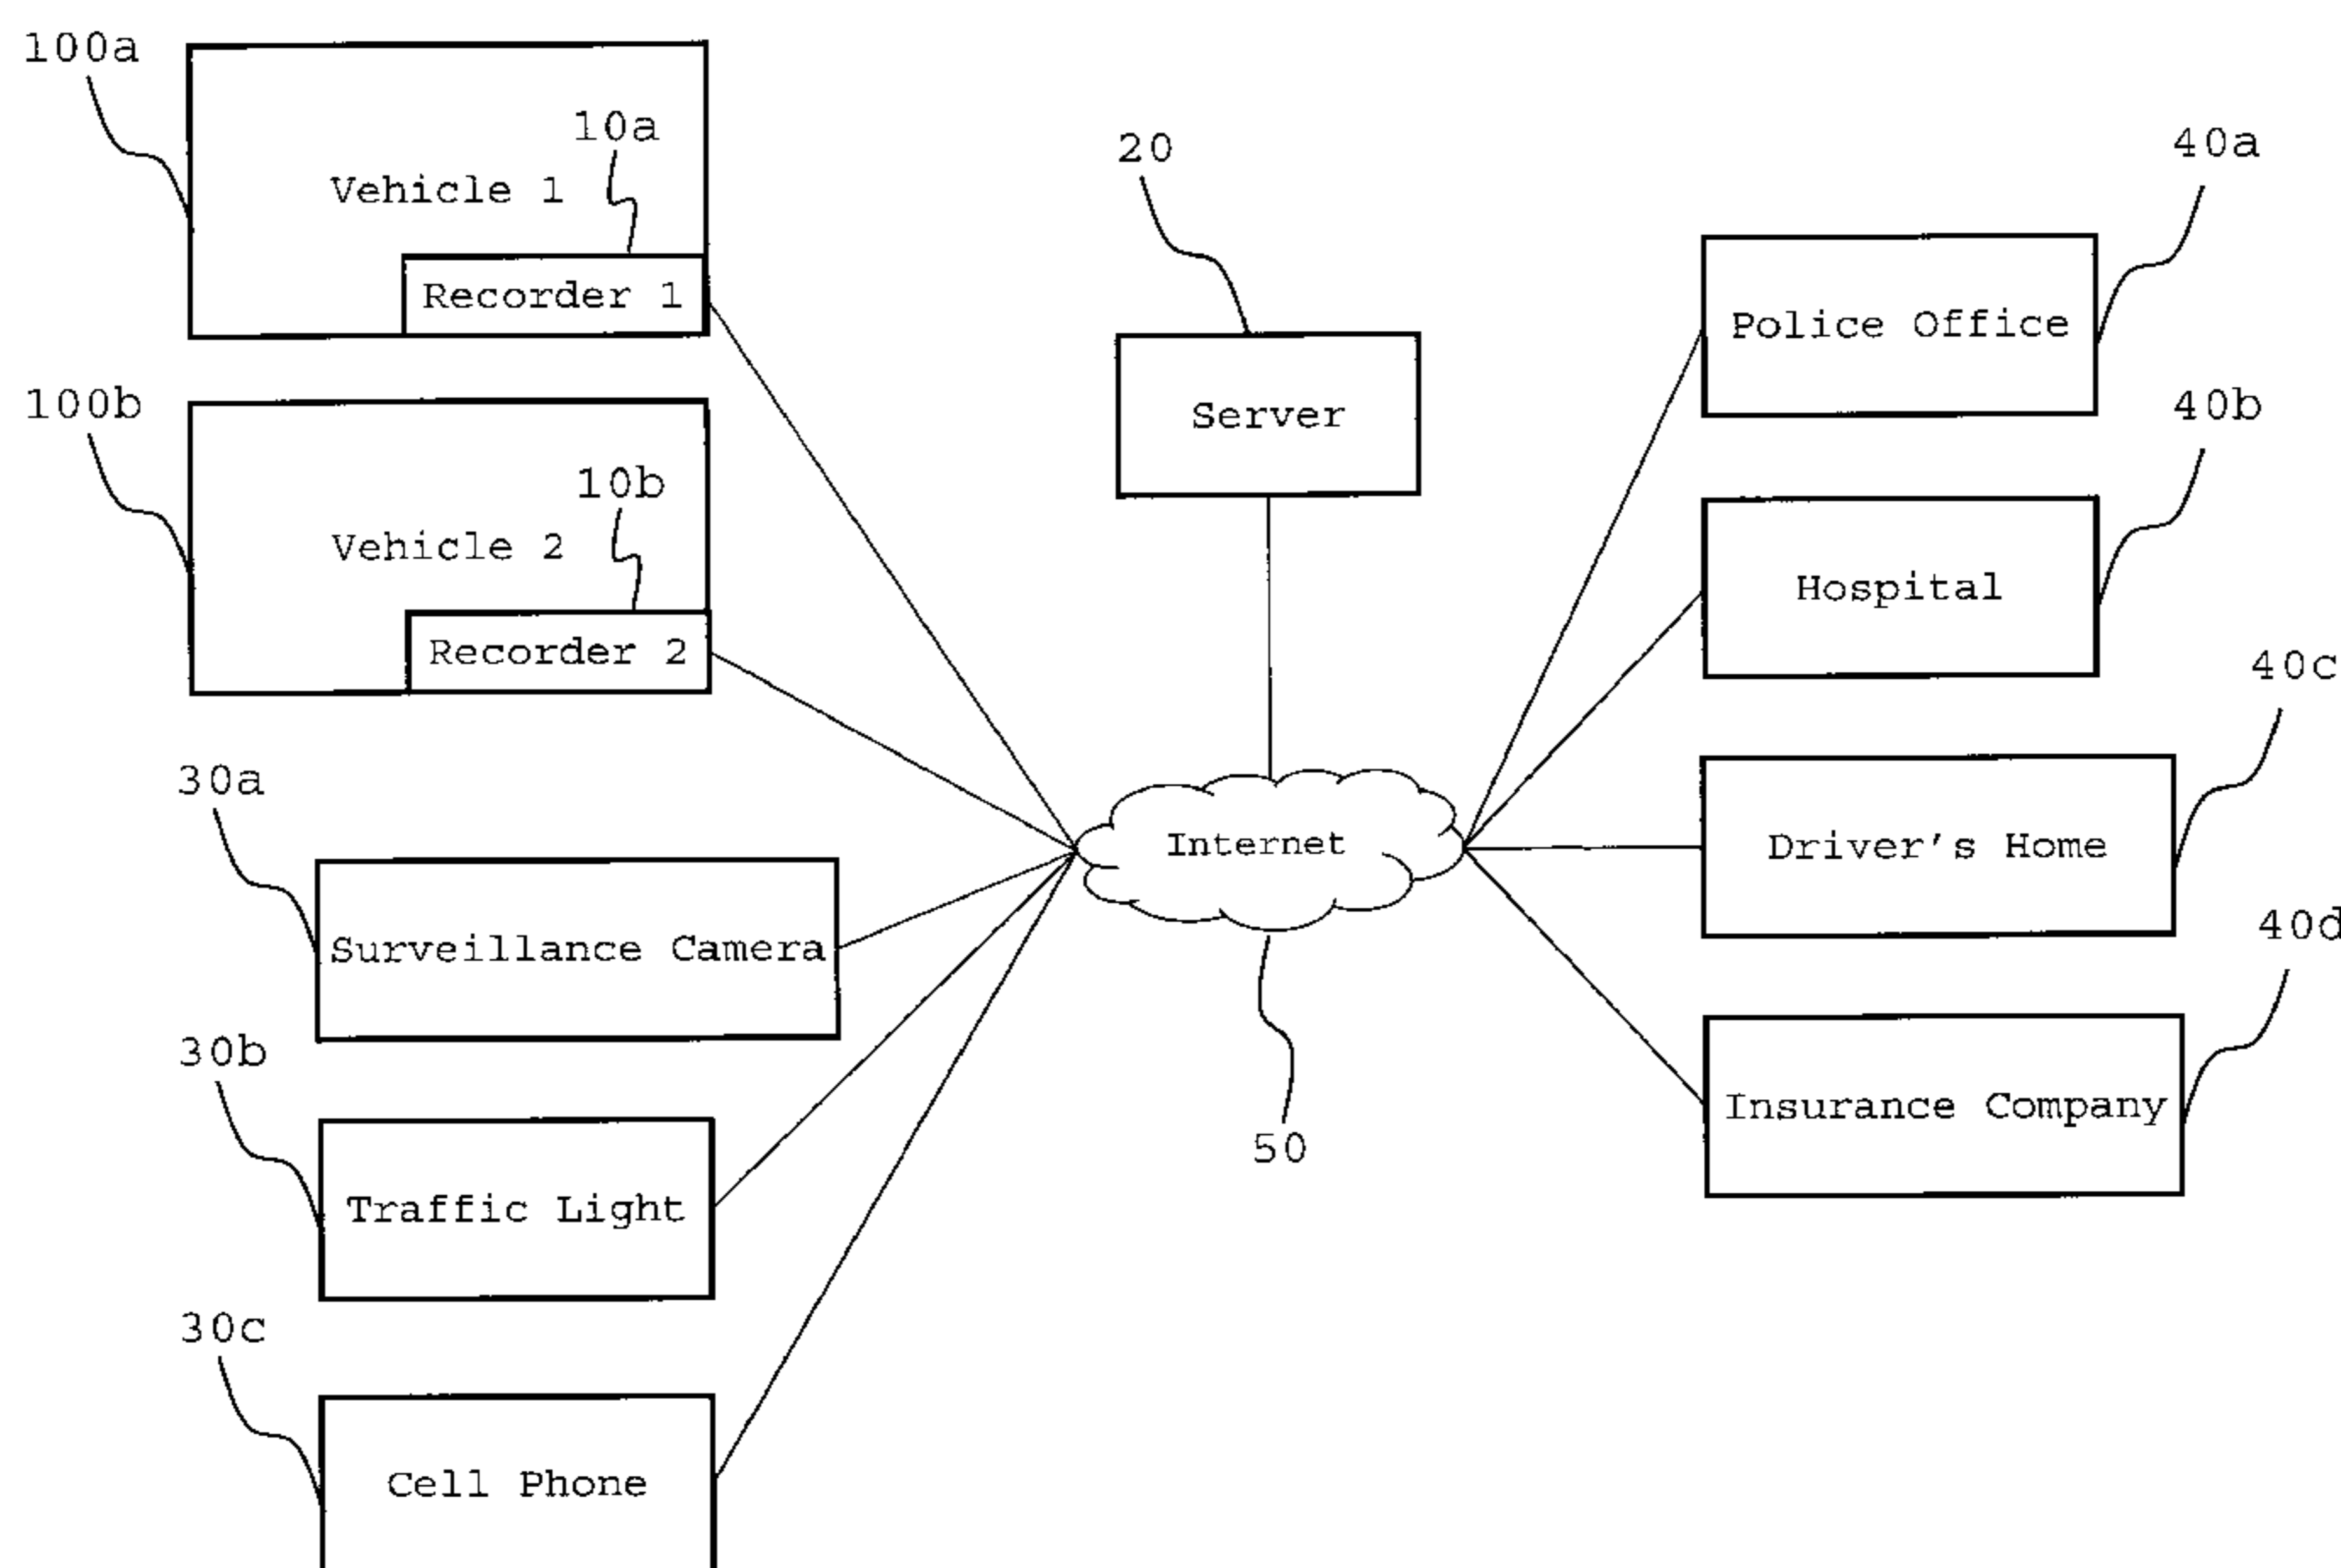 100a
10a
Vehicle 1
Recorder 1
100b
10b
Vehicle 2
Recorder 2
30a
Surveillance Camera
30b
Traffic Light
30c
Cell Phone
20
Server
Internet
50
40a
Police Office
40b
Hospital
40c
Driver's Home
40d
Insurance Company